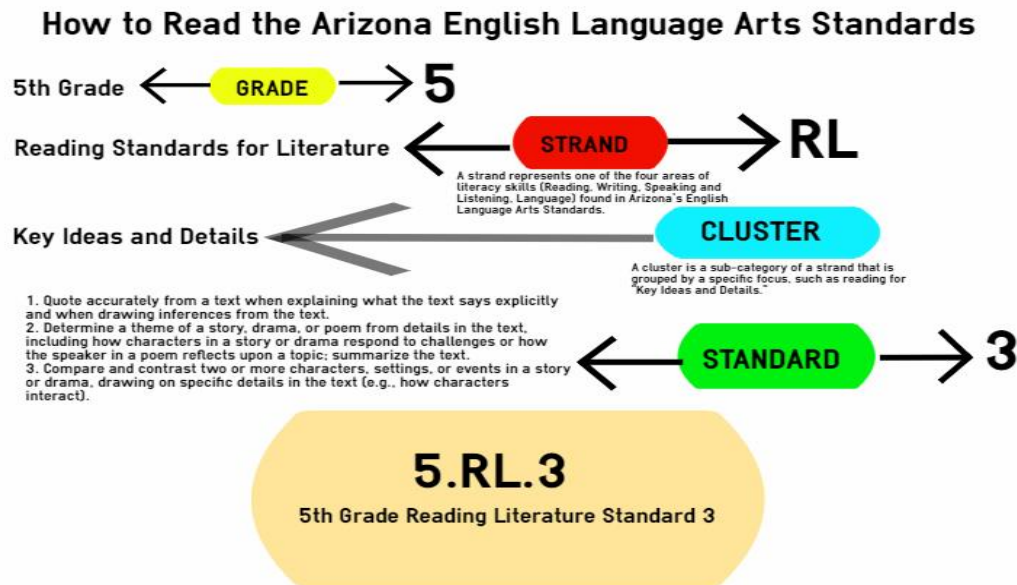 How to Read the Arizona English Language Arts Standards
5th Grade GRADE 5
Reading Standards for Literature STRAND RL
A strand represents one of the four areas of
literacy skills (Reading, Writing, Speaking and
Listening, Language) found in Arizona's English
Language Arts Standards.
Key Ideas and Details CLUSTER
A cluster is a sub-category of a strand that is
grouped by a specific focus, such as reading for
"Key Ideas and Details."
1. Quote accurately from a text when explaining what the text says explicitly
and when drawing inferences from the text.
2. Determine a theme of a story, drama, or poem from details in the text,
including how characters in a story or drama respond to challenges or how
the speaker in a poem reflects upon a topic; summarize the text.
3. Compare and contrast two or more characters, settings, or events in a story
or drama, drawing on specific details in the text (e.g., how characters
interact).
STANDARD 3
5.RL.3
5th Grade Reading Literature Standard 3